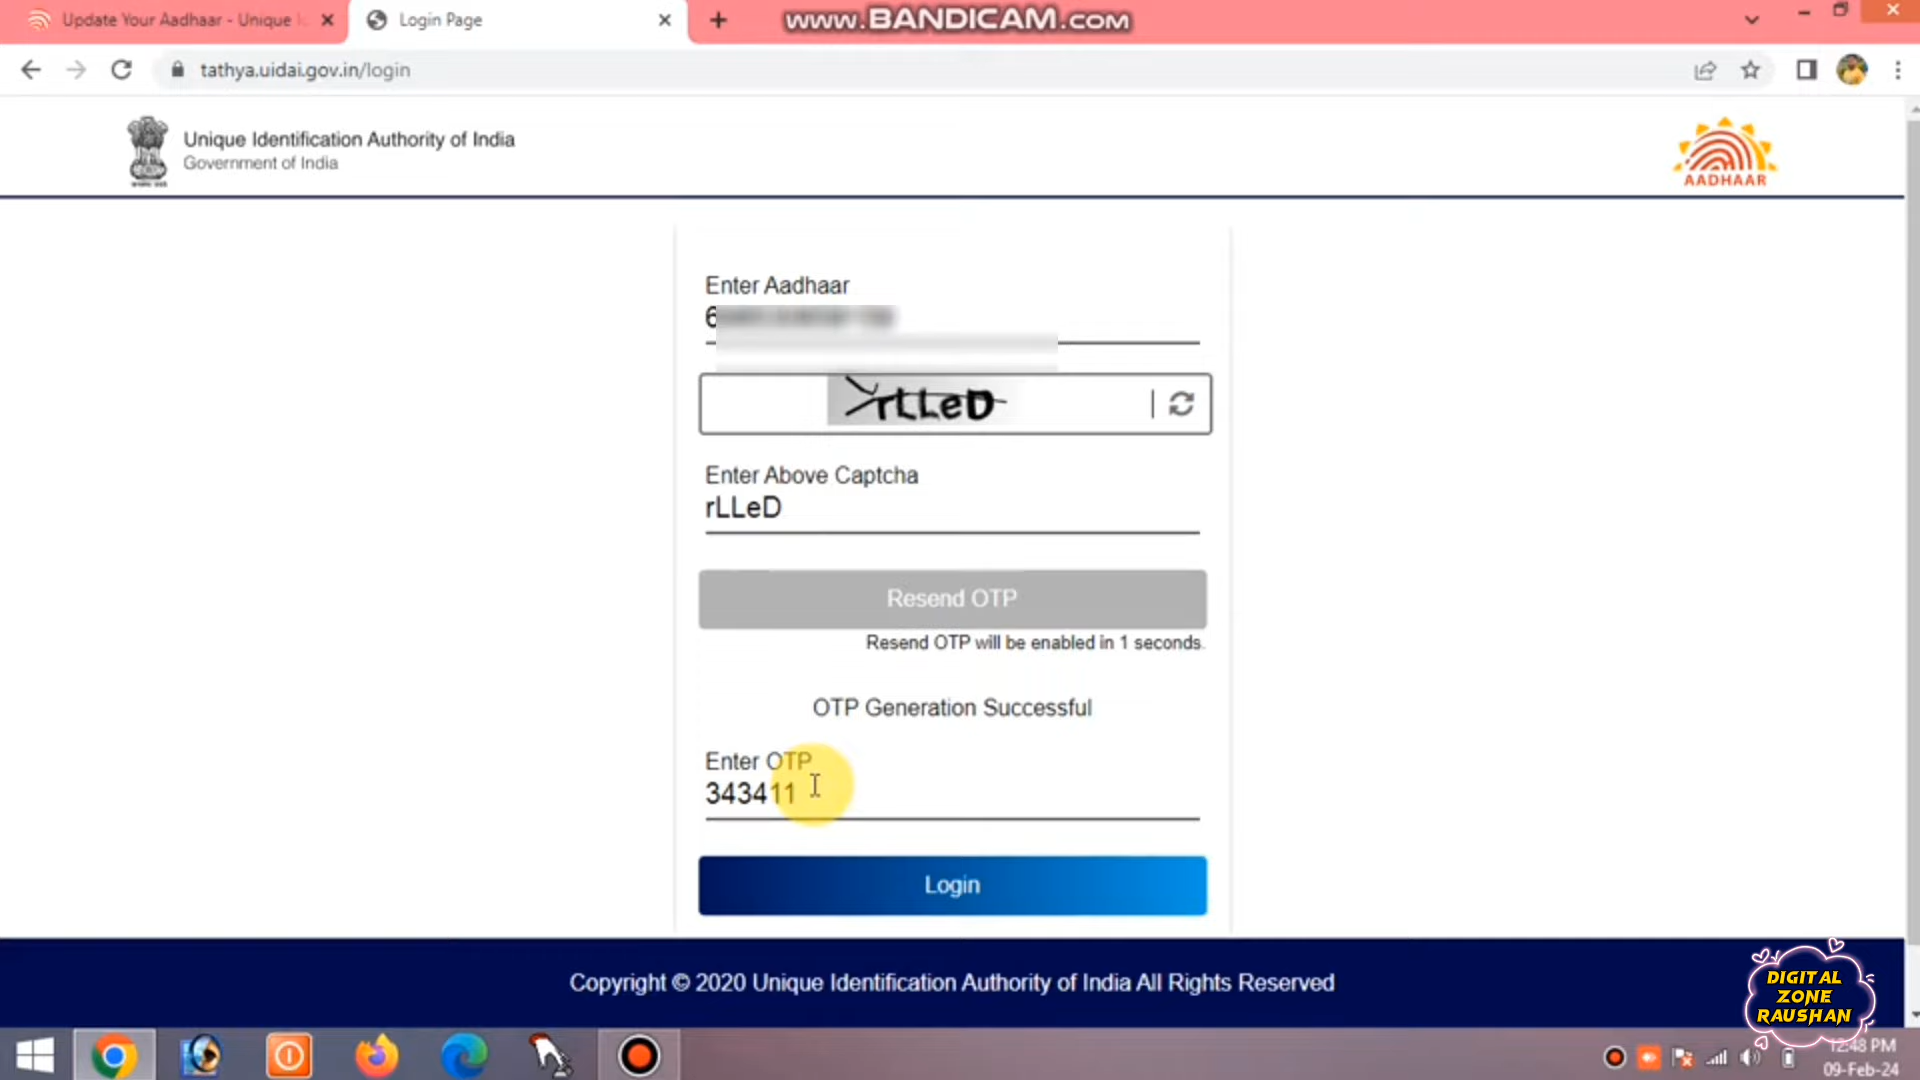 Update Your Aadhaar - Unique I
Login Page
www.BANDICAM.com
tathya.uidai.gov.in/login
Unique Identification Authority of India
Government of India
AADHAAR
Enter Aadhaar
6
rLLeD
Enter Above Captcha
rLLeD
Resend OTP
Resend OTP will be enabled in 1 seconds.
OTP Generation Successful
Enter OTP
343411
Login
Copyright © 2020 Unique Identification Authority of India All Rights Reserved
DIGITAL
ZONE
RAUSHAN
12:48 PM
09-Feb-24